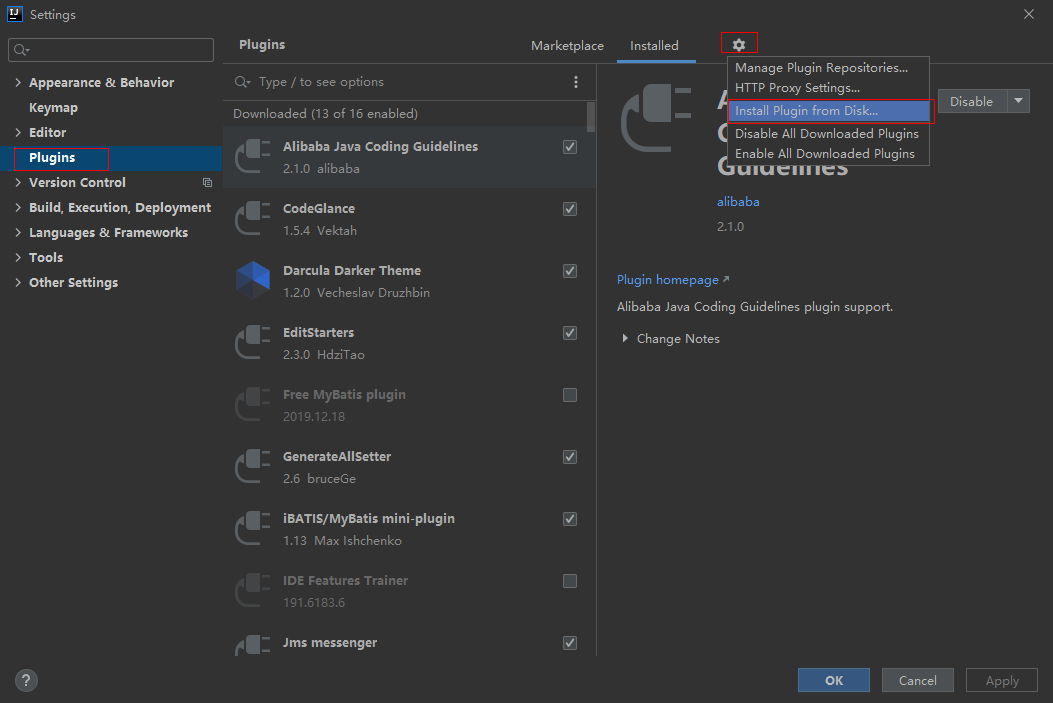 Settings
Appearance & Behavior
Keymap
Editor
Plugins
Version Control
Build, Execution, Deployment
Languages & Frameworks
Tools
Other Settings
Plugins
Marketplace
Installed
Type / to see options
Downloaded (13 of 16 enabled)
Alibaba Java Coding Guidelines
2.1.0 alibaba
CodeGlance
1.5.4 Vektah
Darcula Darker Theme
1.2.0 Vecheslav Druzhbin
EditStarters
2.3.0 HdziTao
Free MyBatis plugin
2019.12.18
GenerateAllSetter
2.6 bruceGe
iBATIS/MyBatis mini-plugin
1.13 Max Ishchenko
IDE Features Trainer
191.6183.6
Jms messenger
Manage Plugin Repositories...
HTTP Proxy Settings...
Install Plugin from Disk...
Disable All Downloaded Plugins
Enable All Downloaded Plugins
Disable
Guidelines
alibaba
2.1.0
Plugin homepage
Alibaba Java Coding Guidelines plugin support.
Change Notes
?
OK
Cancel
Apply